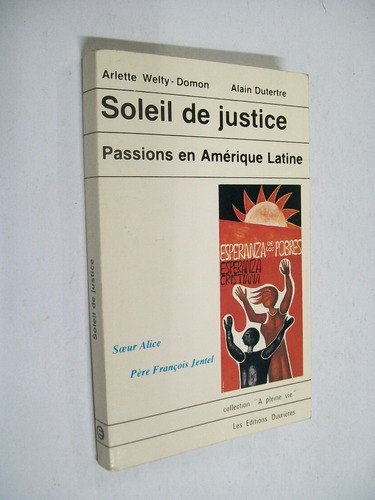 Arlette Welty-Domon Alain Dutertre
Soleil de justice
Passions en Amérique Latine
ESPERANZA DE LOS POBRES
ESPERANZA
CRISTIANA
Sœur Alice
Père François Jentel
collection "A pleine vie"
Les Editions Ouvrières
Soleil de justice